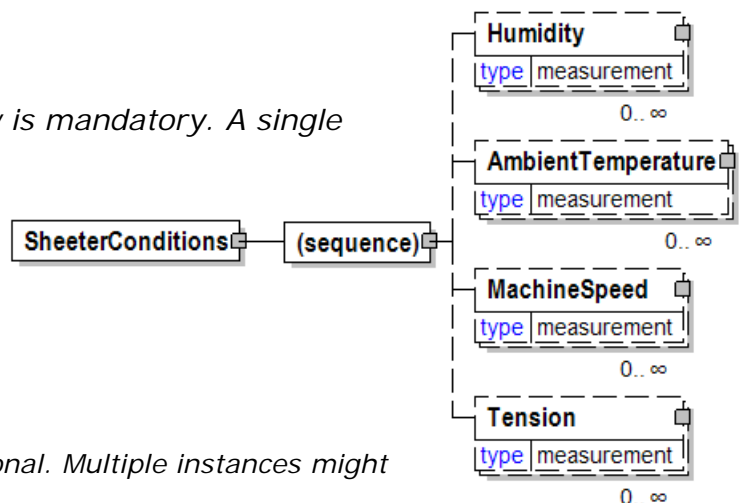 Humidity
type measurement
0.. ∞
is mandatory. A single
AmbientTemperature
type measurement
0.. ∞
SheeterConditions
(sequence)
MachineSpeed
type measurement
0.. ∞
Tension
onal. Multiple instances might
type measurement
0.. ∞